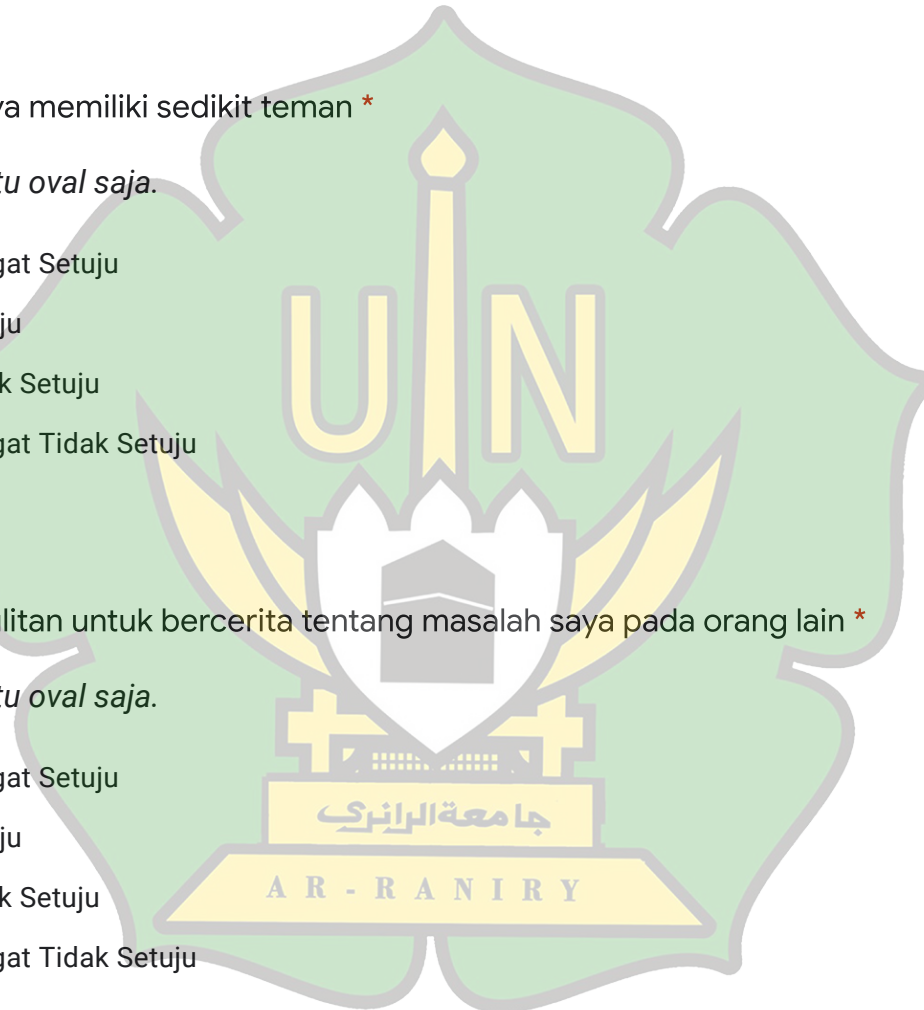 ya memiliki sedikit teman *
tu oval saja.
gat Setuju
ju
k Setuju
gat Tidak Setuju
UIN
litan untuk bercerita tentang masalah saya pada orang lain *
tu oval saja.
gat Setuju
ju
k Setuju
جامعةالرانري
AR-RANIRY
gat Tidak Setuju